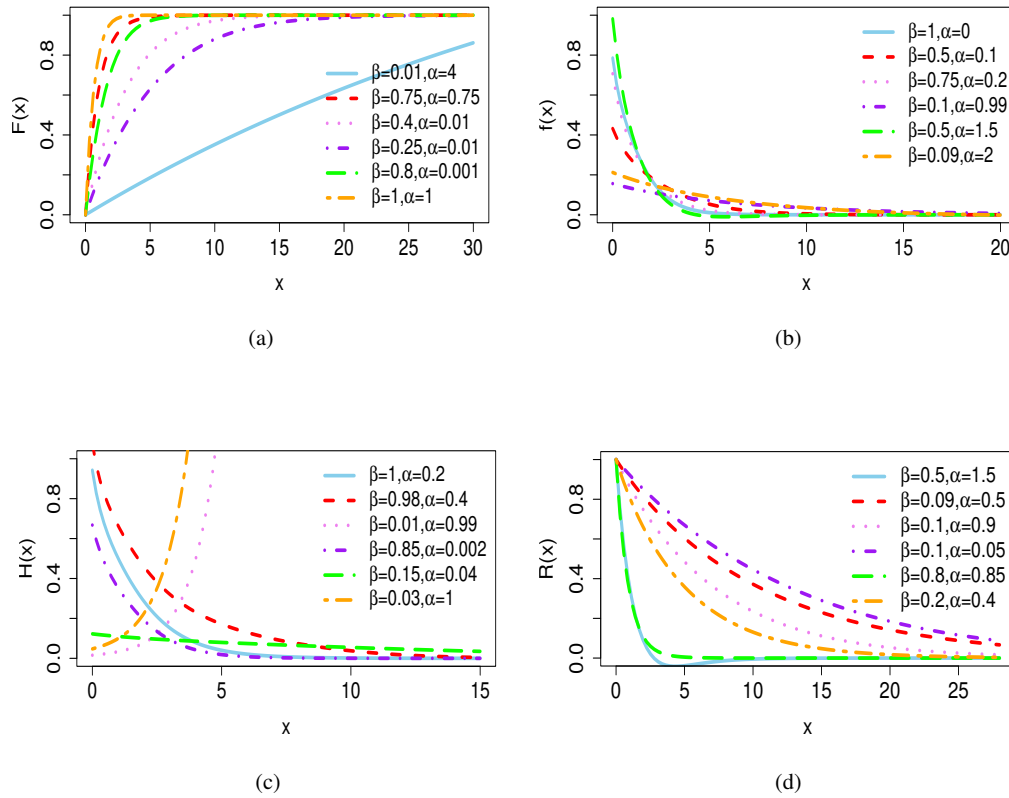 F(x)
0.0 0.4 0.8
0 5 10 15 20 25 30
x
β=0.01,α=4
β=0.75,α=0.75
β=0.4,α=0.01
β=0.25,α=0.01
β=0.8,α=0.001
β=1,α=1
(a)
f(x)
0.0 0.4 0.8
0 5 10 15 20
x
β=1,α=0
β=0.5,α=0.1
β=0.75,α=0.2
β=0.1,α=0.99
β=0.5,α=1.5
β=0.09,α=2
(b)
H(x)
0.0 0.4 0.8
0 5 10 15
x
β=1,α=0.2
β=0.98,α=0.4
β=0.01,α=0.99
β=0.85,α=0.002
β=0.15,α=0.04
β=0.03,α=1
(c)
R(x)
0.0 0.4 0.8
0 5 10 15 20 25
x
β=0.5,α=1.5
β=0.09,α=0.5
β=0.1,α=0.9
β=0.1,α=0.05
β=0.8,α=0.85
β=0.2,α=0.4
(d)